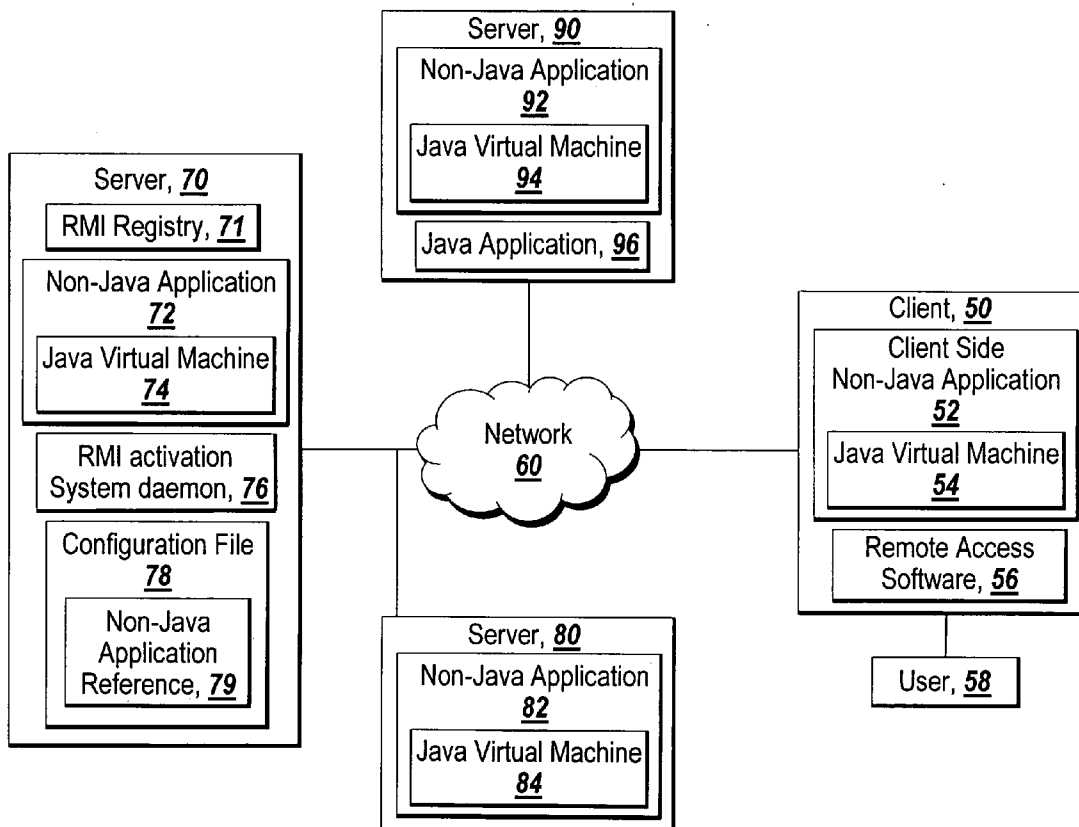 Server, 90
Non-Java Application
92
Java Virtual Machine
94
Java Application, 96
Server, 70
RMI Registry, 71
Non-Java Application
72
Java Virtual Machine
74
RMI activation
System daemon, 76
Configuration File
78
Non-Java
Application
Reference, 79
Network
60
Client, 50
Client Side
Non-Java Application
52
Java Virtual Machine
54
Remote Access
Software, 56
User, 58
Server, 80
Non-Java Application
82
Java Virtual Machine
84